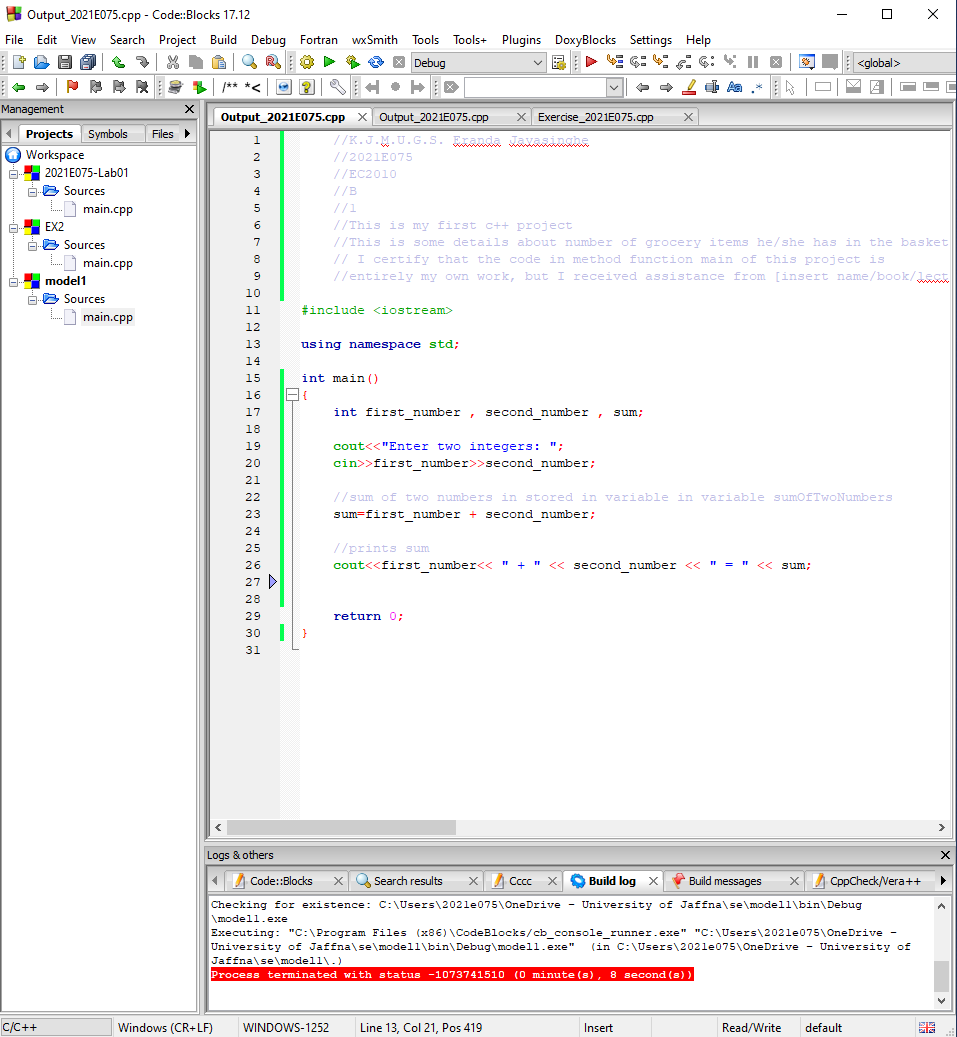 Output_2021E075.cpp - Code::Blocks 17.12
File Edit View Search Project Build Debug Fortran wxSmith Tools Tools+ Plugins DoxyBlocks Settings Help
Debug
<global>
/** *<
Aa .*
Management
Projects Symbols Files
Workspace
2021E075-Lab01
Sources
main.cpp
EX2
Sources
main.cpp
model1
Sources
main.cpp
Output_2021E075.cpp Output_2021E075.cpp Exercise_2021E075.cpp
1 //K.J.M.U.G.S. Eranda Jayasinghe
2 //2021E075
3 //EC2010
4 //B
5 //1
6 //This is my first c++ project
7 //This is some details about number of grocery items he/she has in the basket
8 // I certify that the code in method function main of this project is
9 //entirely my own work, but I received assistance from [insert name/book/lect
10
11 #include <iostream>
12
13 using namespace std;
14
15 int main()
16 {
17 int first_number , second_number , sum;
18
19 cout<<"Enter two integers: ";
20 cin>>first_number>>second_number;
21
22 //sum of two numbers in stored in variable in variable sumOfTwoNumbers
23 sum=first_number + second_number;
24
25 //prints sum
26 cout<<first_number<< " + " << second_number << " = " << sum;
27
28
29 return 0;
30 }
31
Logs & others
Code::Blocks Search results Cccc Build log Build messages CppCheck/Vera++
Checking for existence: C:\Users\2021e075\OneDrive - University of Jaffna\se\model1\bin\Debug
\model1.exe
Executing: "C:\Program Files (x86)\CodeBlocks/cb_console_runner.exe" "C:\Users\2021e075\OneDrive -
University of Jaffna\se\model1\bin\Debug\model1.exe" (in C:\Users\2021e075\OneDrive - University of
Jaffna\se\model1\.)
Process terminated with status -1073741510 (0 minute(s), 8 second(s))
C/C++ Windows (CR+LF) WINDOWS-1252 Line 13, Col 21, Pos 419 Insert Read/Write default